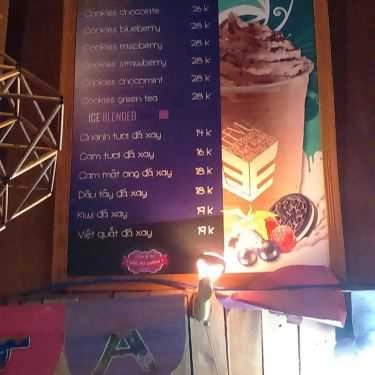 Cookies chocolate 26 k
Cookies blueberry 28 k
Cookies raspberry 28 k
Cookies strawberry 28 k
Cookies chocomint 28 k
Cookies green tea 28 k
ICE BLENDED
Chanh tươi đá xay 14 k
Cam tươi đá xay 16 k
Cam mật ong đá xay 18 k
Dâu tây đá xay 18 k
Kiwi đá xay 19 k
Việt quất đá xay 19 k
A